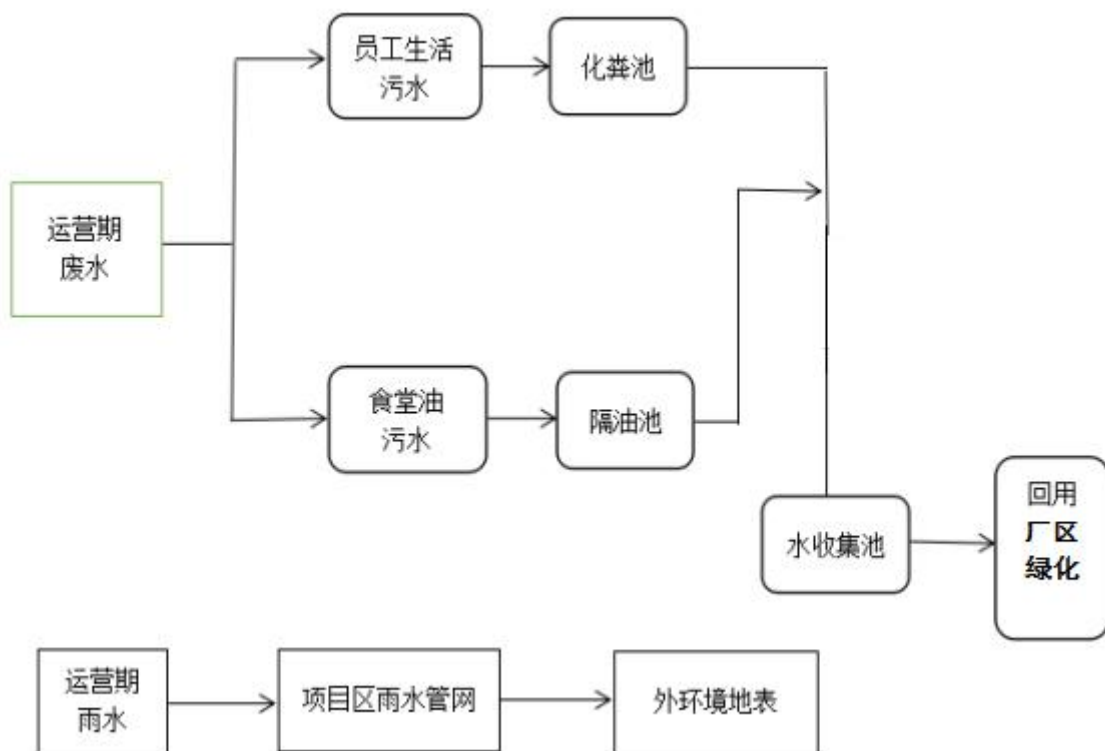 员工生活
污水
化粪池
运营期
废水
食堂油
污水
隔油池
水收集池
回用
厂区
绿化
运营期
雨水
项目区雨水管网
外环境地表